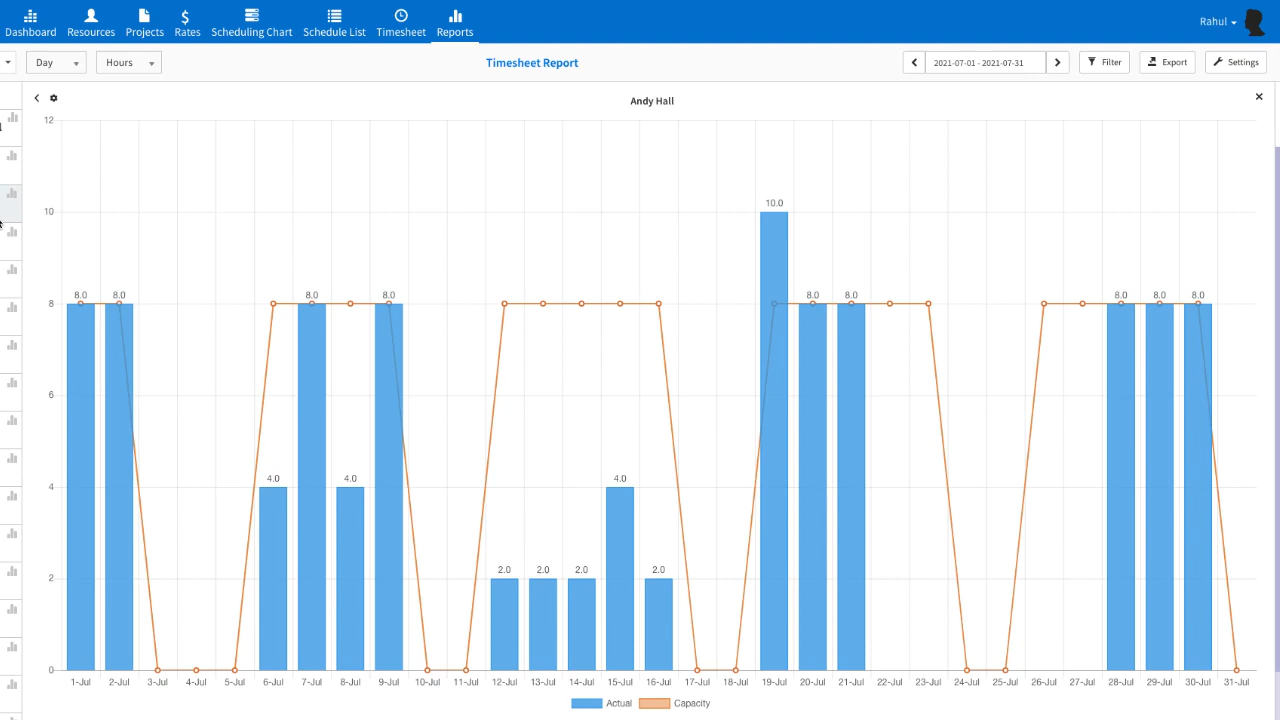 Dashboard Resources Projects Rates Scheduling Chart Schedule List Timesheet Reports Rahul
Day Hours Timesheet Report 2021-07-01 - 2021-07-31 Filter Export Settings
Andy Hall
12
10.0
10
8.0 8.0 8.0 8.0 8.0 8.0 8.0 8.0 8.0
8
6
4.0 4.0 4.0
4
2.0 2.0 2.0 2.0
2
0
1-Jul 2-Jul 3-Jul 4-Jul 5-Jul 6-Jul 7-Jul 8-Jul 9-Jul 10-Jul 11-Jul 12-Jul 13-Jul 14-Jul 15-Jul 16-Jul 17-Jul 18-Jul 19-Jul 20-Jul 21-Jul 22-Jul 23-Jul 24-Jul 25-Jul 26-Jul 27-Jul 28-Jul 29-Jul 30-Jul 31-Jul
Actual Capacity